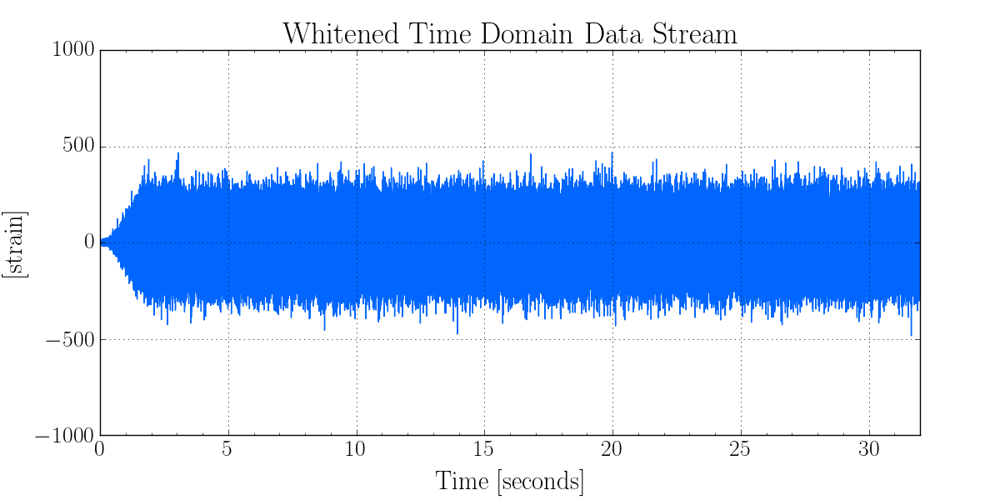 Whitened Time Domain Data Stream
1000
500
0
−500
−1000
[strain]
0 5 10 15 20 25 30
Time [seconds]